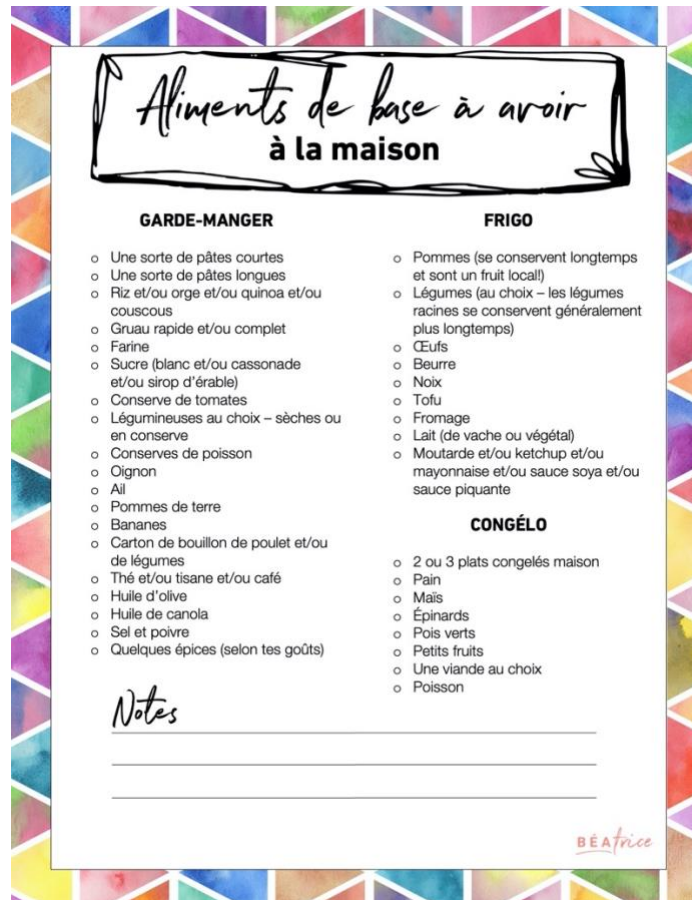 Aliments de base à avoir
à la maison
GARDE-MANGER
o Une sorte de pâtes courtes
o Une sorte de pâtes longues
o Riz et/ou orge et/ou quinoa et/ou
couscous
o Gruau rapide et/ou complet
o Farine
o Sucre (blanc et/ou cassonade
et/ou sirop d'érable)
o Conserve de tomates
o Légumineuses au choix – sèches ou
en conserve
o Conserves de poisson
o Oignon
o Ail
o Pommes de terre
o Bananes
o Carton de bouillon de poulet et/ou
de légumes
o Thé et/ou tisane et/ou café
o Huile d'olive
o Huile de canola
o Sel et poivre
o Quelques épices (selon tes goûts)
FRIGO
o Pommes (se conservent longtemps
et sont un fruit local!)
o Légumes (au choix – les légumes
racines se conservent généralement
plus longtemps)
o Œufs
o Beurre
o Noix
o Tofu
o Fromage
o Lait (de vache ou végétal)
o Moutarde et/ou ketchup et/ou
mayonnaise et/ou sauce soya et/ou
sauce piquante
CONGÉLO
o 2 ou 3 plats congelés maison
o Pain
o Maïs
o Épinards
o Pois verts
o Petits fruits
o Une viande au choix
o Poisson
Notes
BÉAtrice